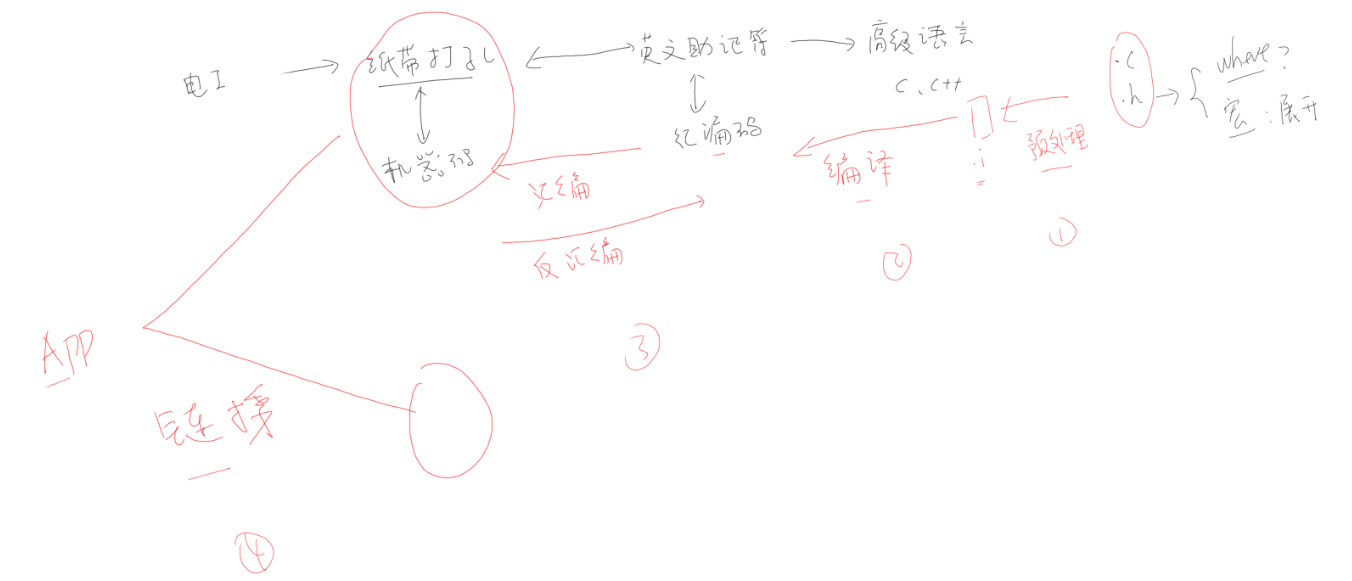 电工 → 纸带打孔 ↔ 英文助记符 → 高级语言
C、C++
.c
.h → { where?
宏:展开
机器码
汇编码
汇编
反汇编
编译
.i
预处理
①
②
③
APP
链接
④